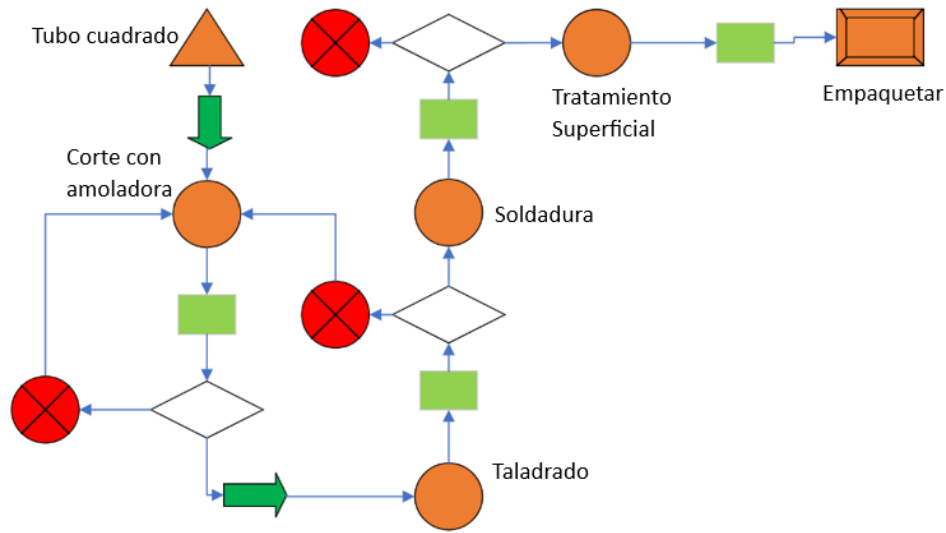 Tubo cuadrado
Corte con
amoladora
Taladrado
Soldadura
Tratamiento
Superficial
Empaquetar